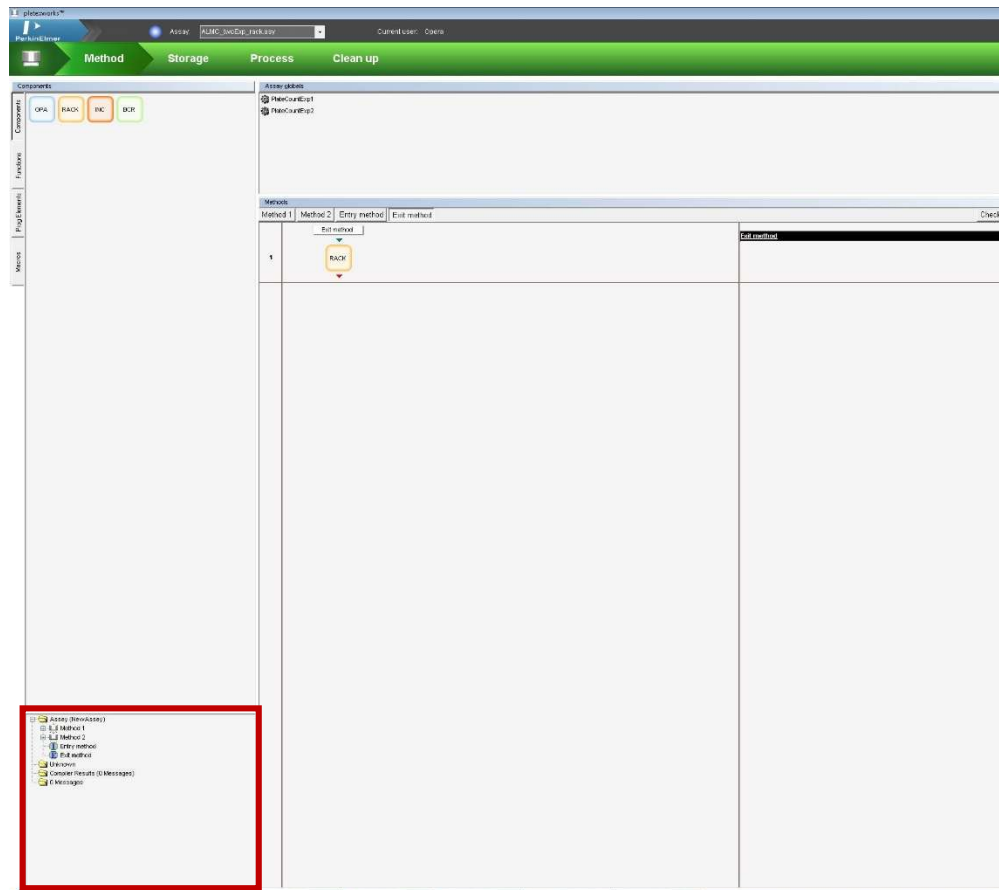 plateworks™
PerkinElmer
Assay: ALMC_twoExp_rack.asy Current user: Opera
Method Storage Process Clean up
Components
OPA RACK INC BCR
Components
Functions
Prog Elements
Macros
Assay globals
PlateCountExp1
PlateCountExp2
Methods
Method 1 Method 2 Entry method Exit method Check
Exit method
Exit method
1 RACK
Assay (NewAssay)
Method 1
Method 2
Entry method
Exit method
Unknown
Compiler Results (0 Messages)
0 Messages